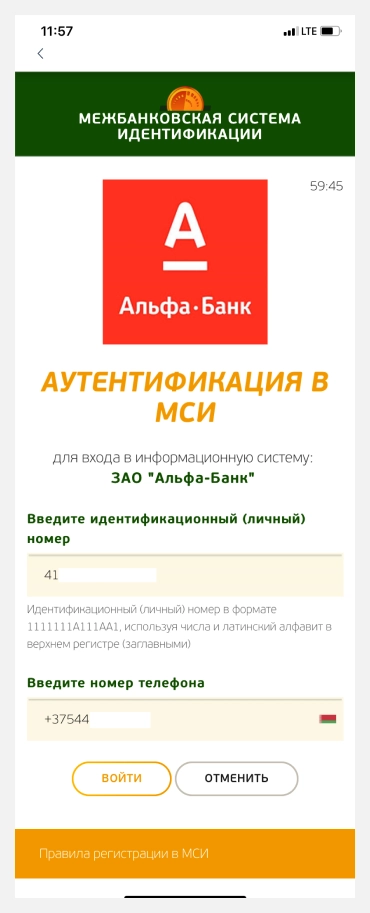 11:57
LTE
МЕЖБАНКОВСКАЯ СИСТЕМА
ИДЕНТИФИКАЦИИ
59:45
А
Альфа·Банк
АУТЕНТИФИКАЦИЯ В
МСИ
для входа в информационную систему:
ЗАО "Альфа-Банк"
Введите идентификационный (личный)
номер
41
Идентификационный (личный) номер в формате
1111111A111AA1, используя числа и латинский алфавит в
верхнем регистре (заглавными)
Введите номер телефона
+37544
ВОЙТИ
ОТМЕНИТЬ
Правила регистрации в МСИ